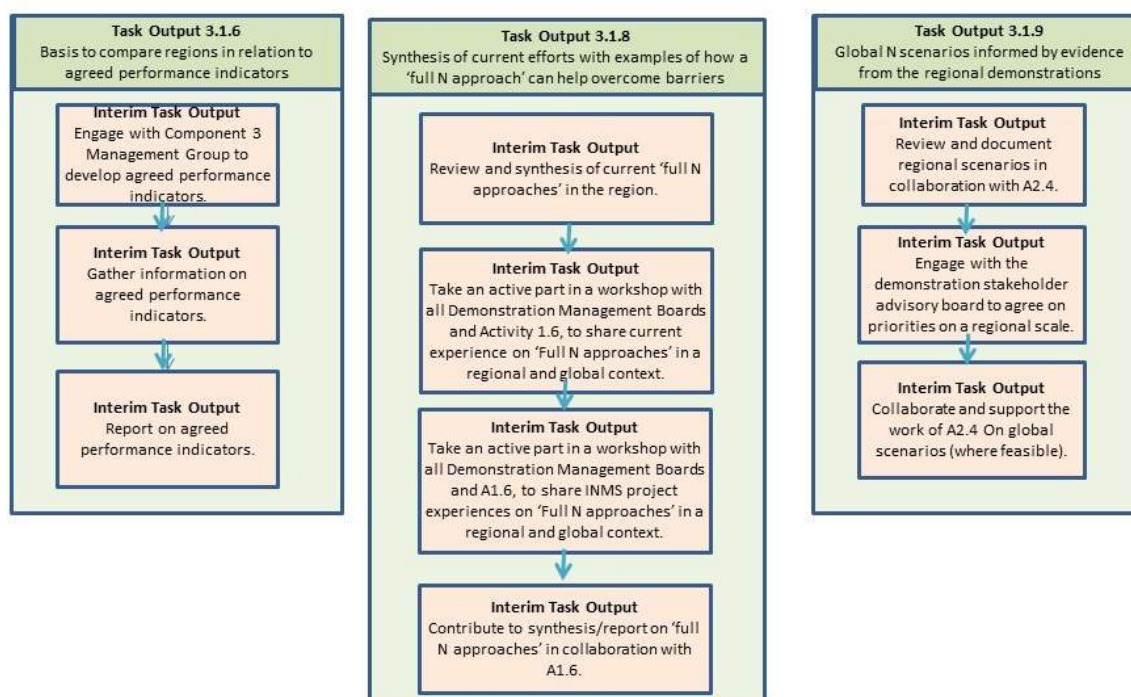 Task Output 3.1.6
Basis to compare regions in relation to
agreed performance indicators
Interim Task Output
Engage with Component 3
Management Group to
develop agreed performance
indicators.
Interim Task Output
Gather information on
agreed performance
indicators.
Interim Task Output
Report on agreed
performance indicators.
Task Output 3.1.8
Synthesis of current efforts with examples of how a
‘full N approach’ can help overcome barriers
Interim Task Output
Review and synthesis of current ‘full N
approaches’ in the region.
Interim Task Output
Take an active part in a workshop with
all Demonstration Management Boards
and Activity 1.6, to share current
experience on ‘Full N approaches’ in a
regional and global context.
Interim Task Output
Take an active part in a workshop with
all Demonstration Management Boards
and A1.6, to share INMS project
experiences on ‘Full N approaches’ in a
regional and global context.
Interim Task Output
Contribute to synthesis/report on ‘full
N approaches’ in collaboration with
A1.6.
Task Output 3.1.9
Global N scenarios informed by evidence
from the regional demonstrations
Interim Task Output
Review and document
regional scenarios in
collaboration with A2.4.
Interim Task Output
Engage with the
demonstration stakeholder
advisory board to agree on
priorities on a regional scale.
Interim Task Output
Collaborate and support the
work of A2.4 On global
scenarios (where feasible).